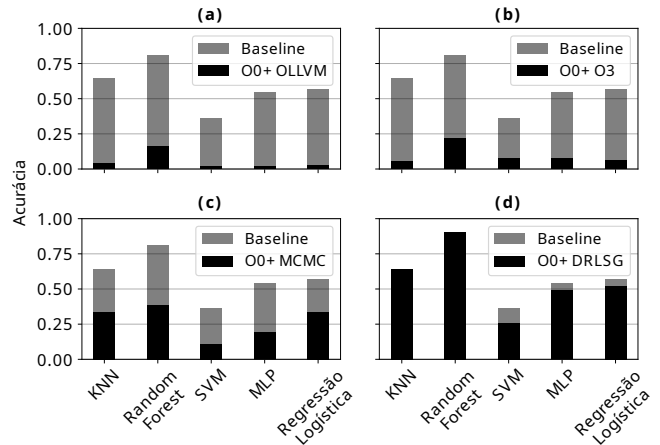 (a)
1.00
0.75
0.50
0.25
0.00
Baseline
O0+ OLLVM
(b)
Baseline
O0+ O3
Acurácia
(c)
1.00
0.75
0.50
0.25
0.00
Baseline
O0+ MCMC
KNN
Random
Forest
SVM
MLP
Regressão
Logística
(d)
Baseline
O0+ DRLSG
KNN
Random
Forest
SVM
MLP
Regressão
Logística